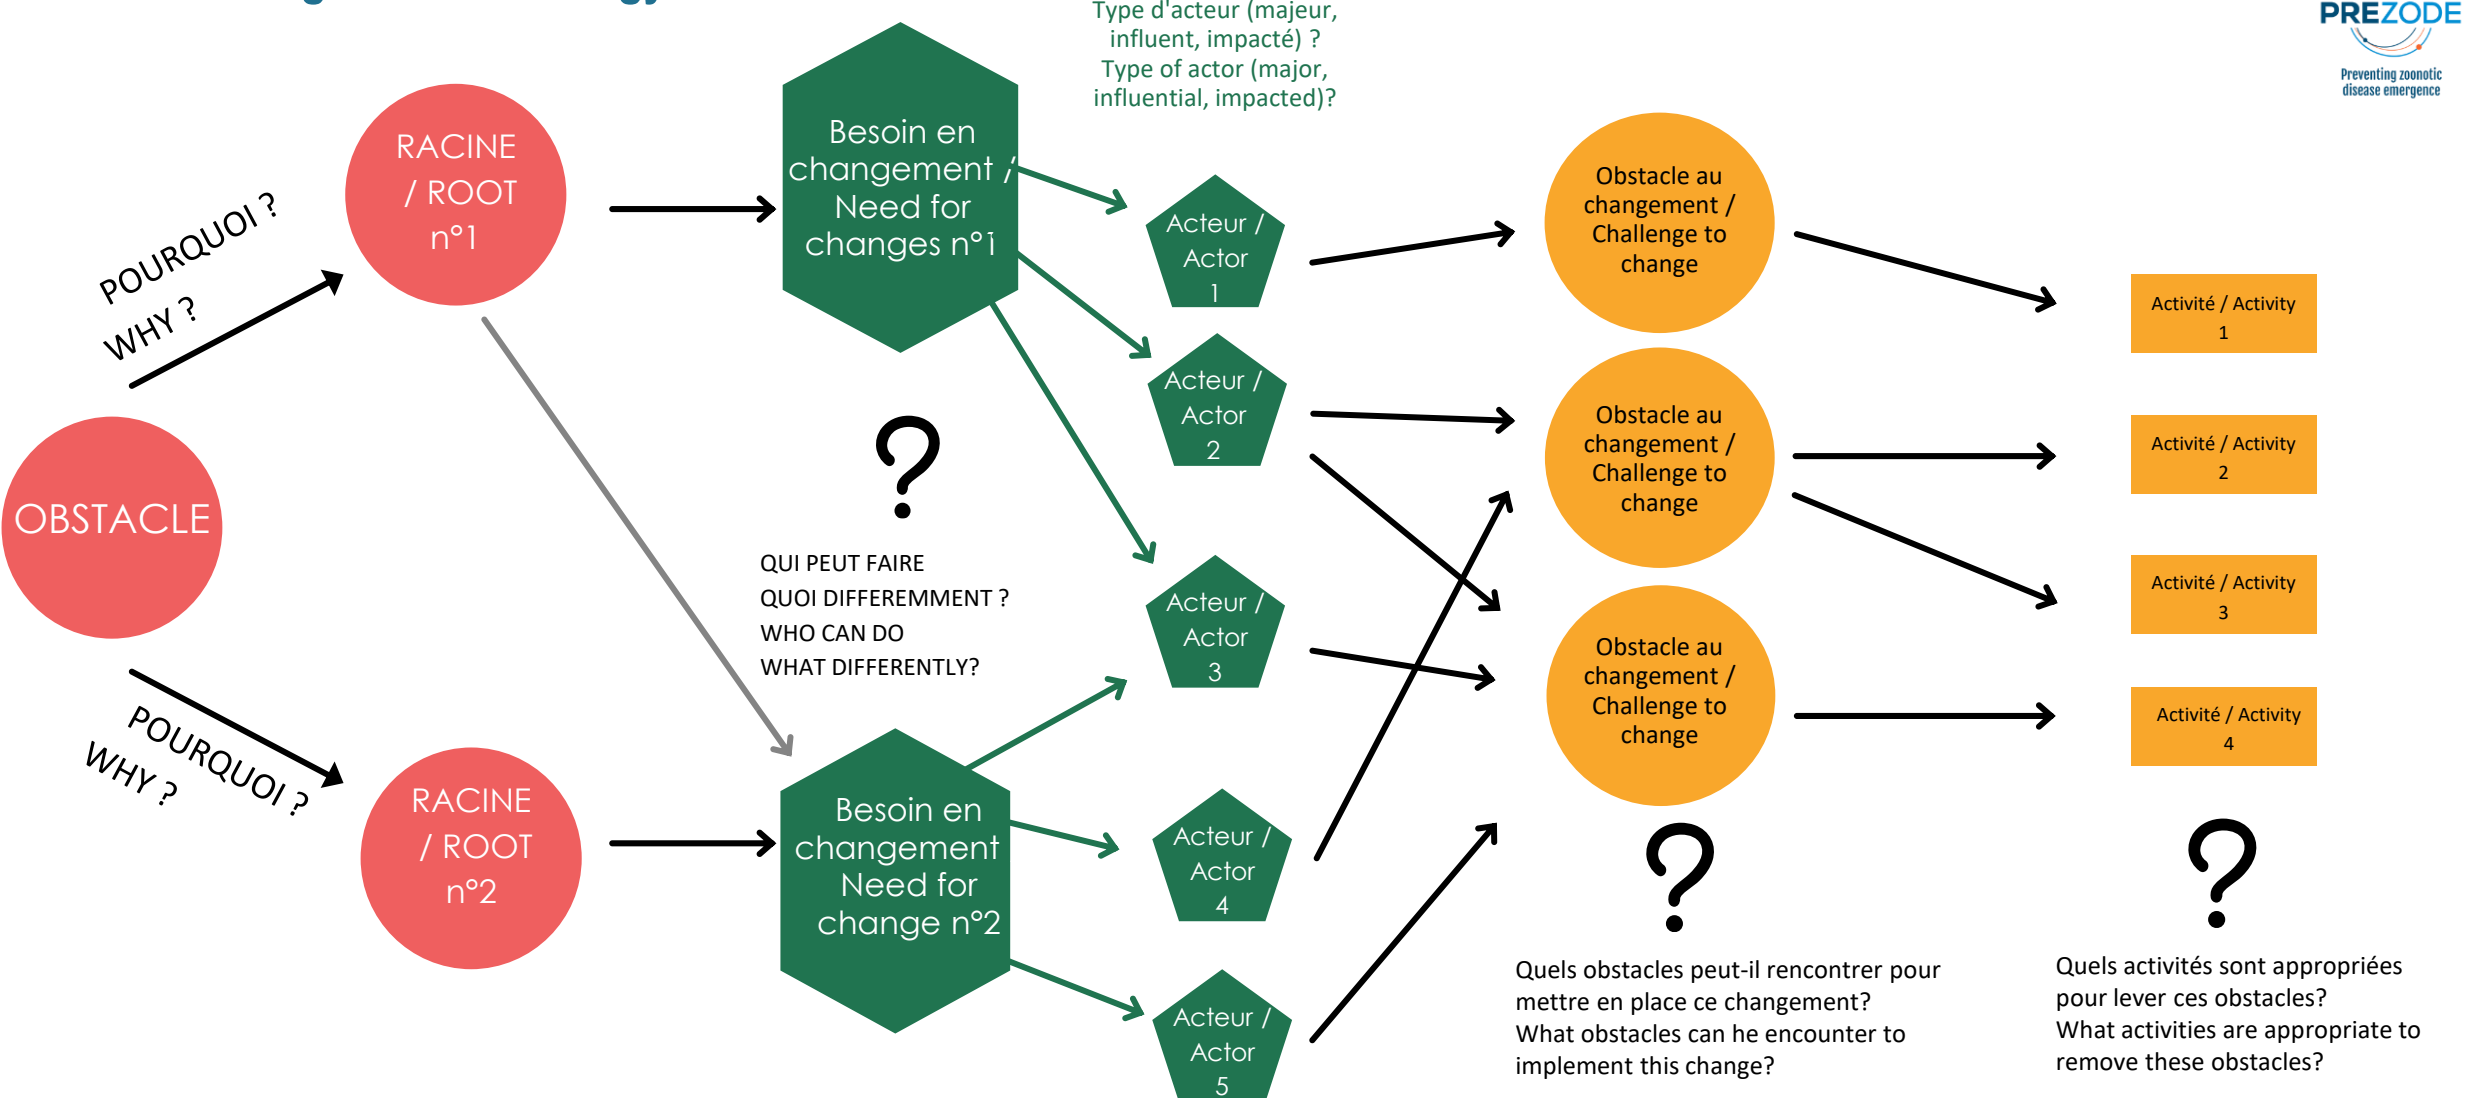 Type d'acteur (majeur,
influent, impacté) ?
Type of actor (major,
influential, impacted)?
PREZODE
Preventing zoonotic
disease emergence
POURQUOI ?
WHY ?
RACINE
/ ROOT
n°1
Besoin en
changement /
Need for
changes n°1
Acteur /
Actor
1
Obstacle au
changement /
Challenge to
change
Activité / Activity
1
OBSTACLE
QUI PEUT FAIRE
QUOI DIFFEREMMENT ?
WHO CAN DO
WHAT DIFFERENTLY?
?
Acteur /
Actor
2
Obstacle au
changement /
Challenge to
change
Activité / Activity
2
Acteur /
Actor
3
Obstacle au
changement /
Challenge to
change
Activité / Activity
3
Activité / Activity
4
POURQUOI ?
WHY ?
RACINE
/ ROOT
n°2
Besoin en
changement
Need for
change n°2
Acteur /
Actor
4
Acteur /
Actor
5
?
Quels obstacles peut-il rencontrer pour
mettre en place ce changement?
What obstacles can he encounter to
implement this change?
?
Quels activités sont appropriées
pour lever ces obstacles?
What activities are appropriate to
remove these obstacles?